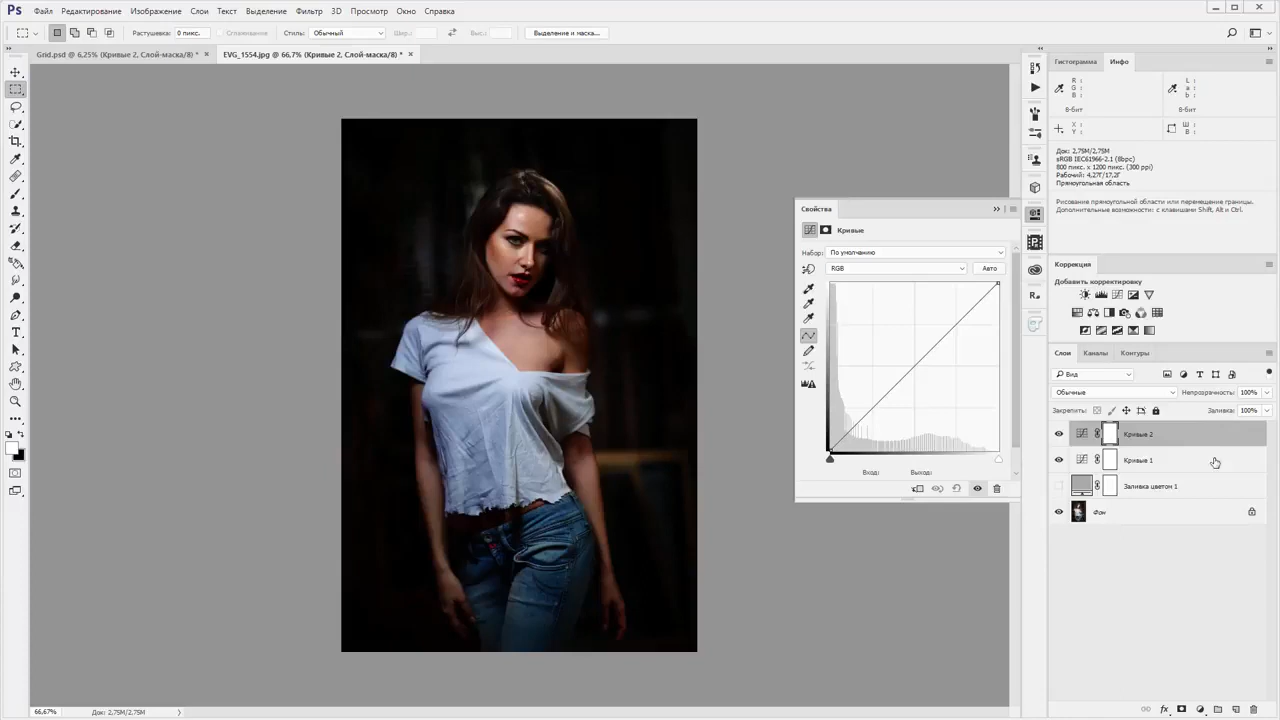 Ps Файл Редактирование Изображение Слои Текст Выделение Фильтр 3D Просмотр Окно Справка
Растушевка: 0 пикс. Сглаживание Стиль: Обычный Шир.: Выс.: Выделение и маска...
Grid.psd @ 6,25% (Кривые 2, Слой-маска/8) * × EVG_1554.jpg @ 66,7% (Кривые 2, Слой-маска/8) * ×
Гистограмма Инфо
R :
G :
B :
L :
a :
b :
8-бит 8-бит
X :
Y :
Ш :
В :
Док: 2,75M/2,75M
sRGB IEC61966-2.1 (8bpc)
800 пикс. x 1200 пикс. (300 ppi)
Рабочий: 4,27Г/17,2Г
Прямоугольная область
Рисование прямоугольной области или перемещение границы.
Дополнительные возможности: с клавишами Shift, Alt и Ctrl.
Свойства
Кривые
Набор: По умолчанию
RGB Авто
Вход: Выход:
Коррекция
Добавить корректировку
Слои Каналы Контуры
Вид
Обычные Непрозрачность: 100%
Закрепить: Заливка: 100%
Кривые 2
Кривые 1
Заливка цветом 1
Фон
66,67% Док: 2,75M/2,75M